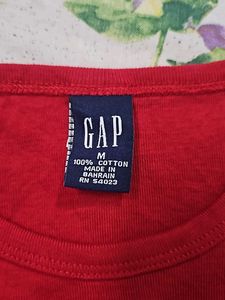 GAP
M
100% COTTON
MADE IN
BAHRAIN
RN 54023